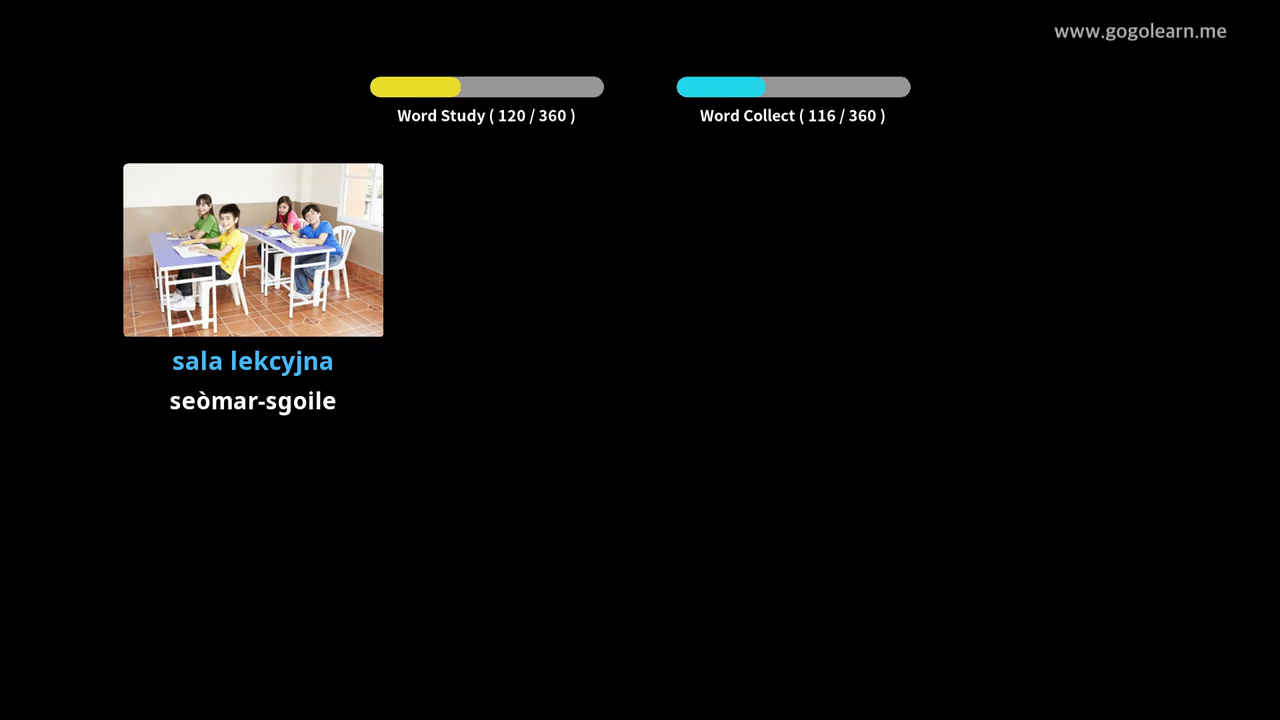 www.gogolearn.me
Word Study ( 120 / 360 )
Word Collect ( 116 / 360 )
sala lekcyjna
seòmar-sgoile